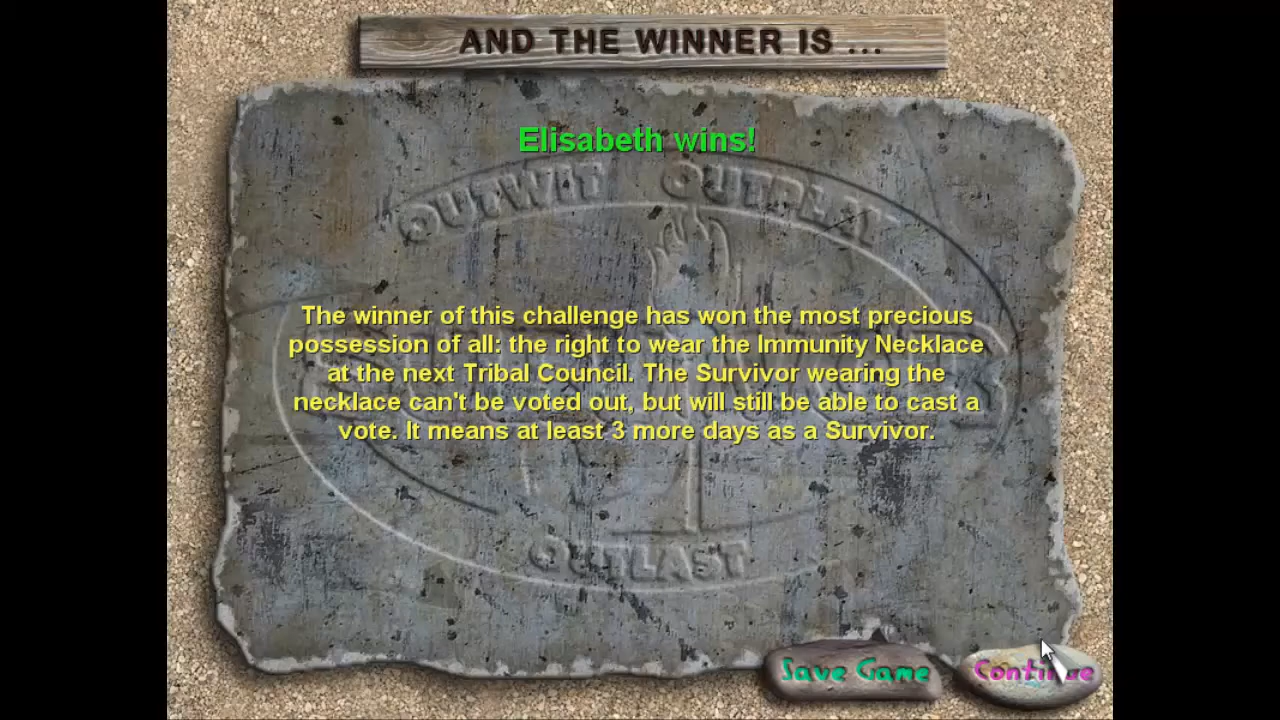 AND THE WINNER IS ...
Elisabeth wins!
OUTWIT OUTPLAY
The winner of this challenge has won the most precious
possession of all: the right to wear the Immunity Necklace
at the next Tribal Council. The Survivor wearing the
necklace can't be voted out, but will still be able to cast a
vote. It means at least 3 more days as a Survivor.
OUTLAST
Save Game
Continue